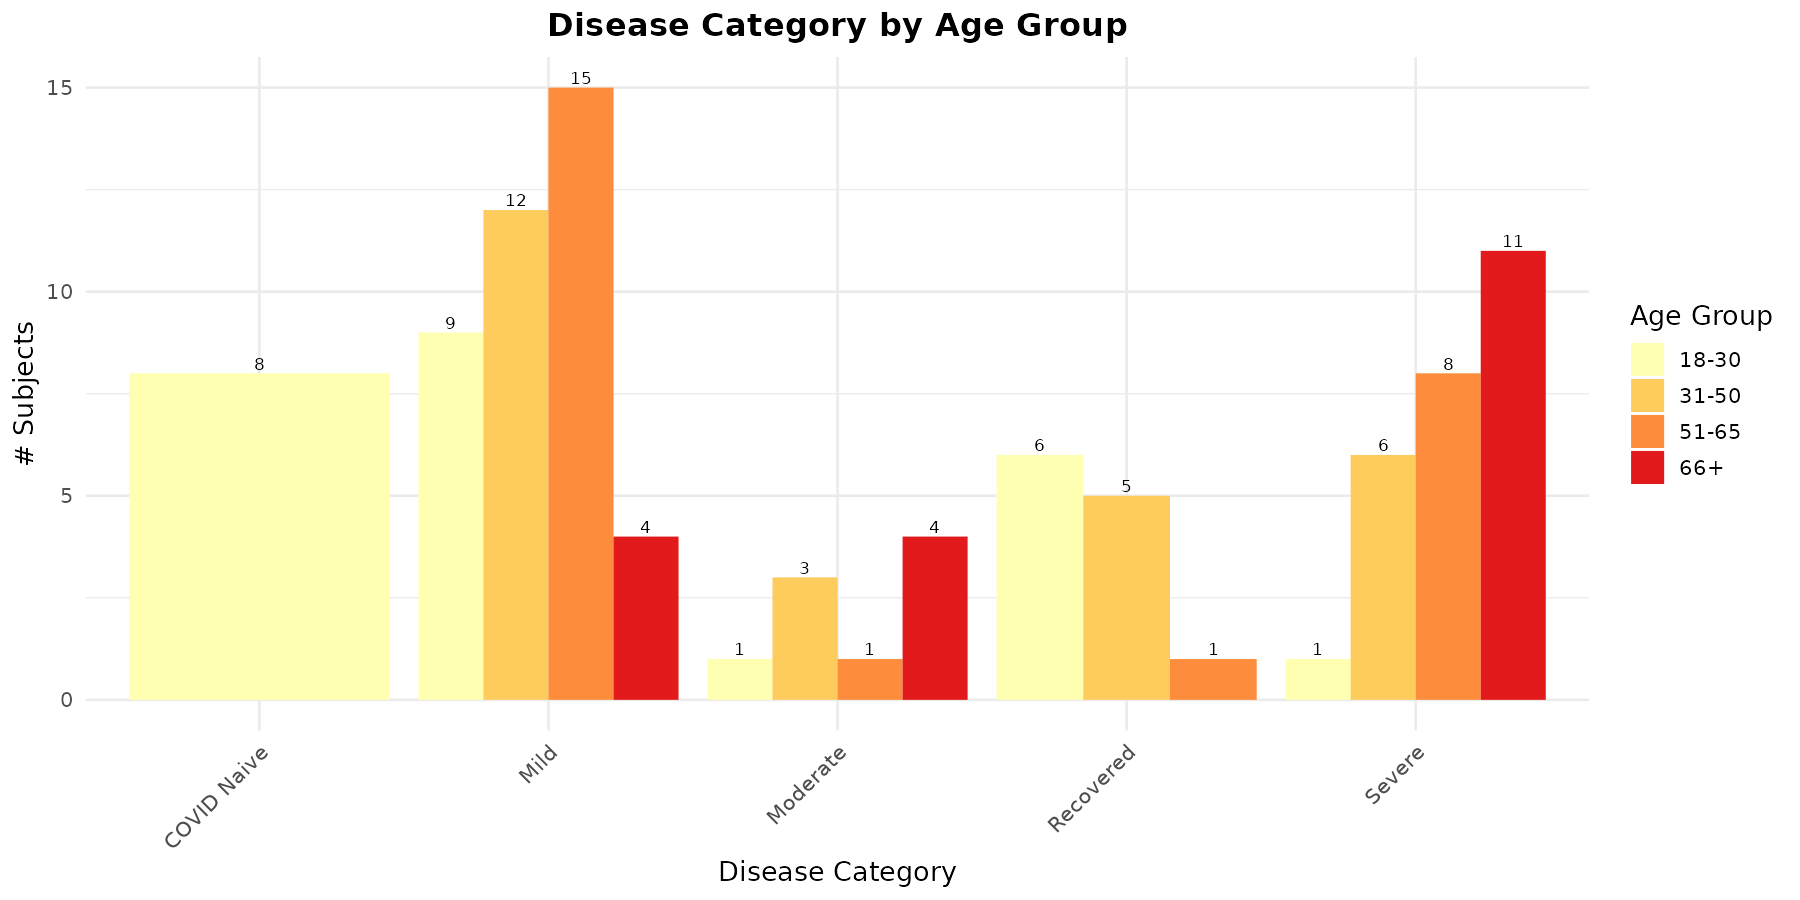 Disease Category by Age Group
# Subjects
15
10
5
0
8
9
12
15
4
1
3
1
4
6
5
1
1
6
8
11
COVID Naive
Mild
Moderate
Recovered
Severe
Disease Category
Age Group
18-30
31-50
51-65
66+